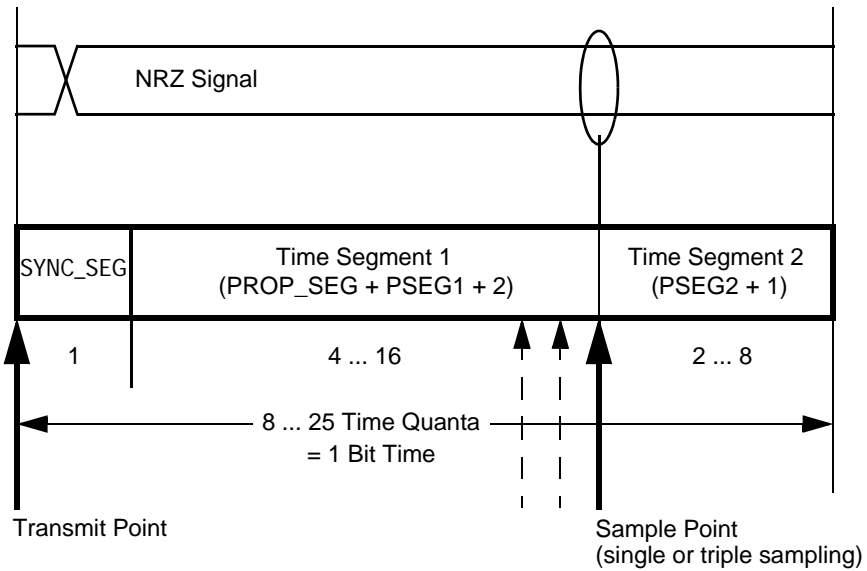 NRZ Signal
SYNC_SEG
Time Segment 1
(PROP_SEG + PSEG1 + 2)
Time Segment 2
(PSEG2 + 1)
1
4 ... 16
2 ... 8
8 ... 25 Time Quanta
= 1 Bit Time
Transmit Point
Sample Point
(single or triple sampling)